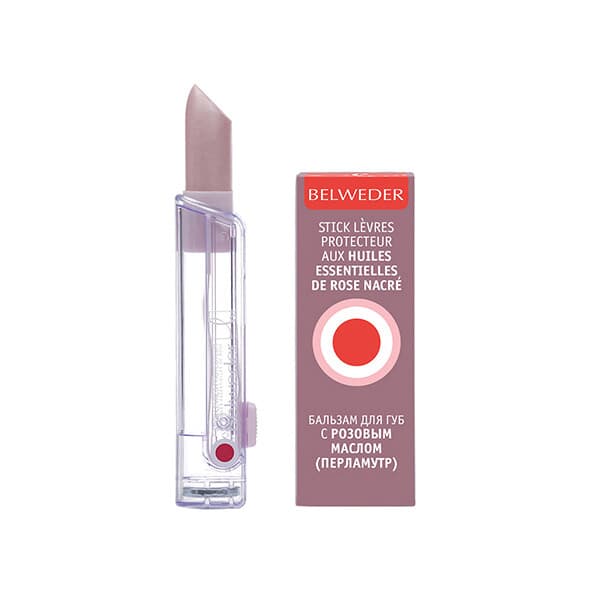 BELWEDER
STICK LÈVRES
PROTECTEUR
AUX HUILES
ESSENTIELLES
DE ROSE NACRÉ
БАЛЬЗАМ ДЛЯ ГУБ
С РОЗОВЫМ
МАСЛОМ
(ПЕРЛАМУТР)